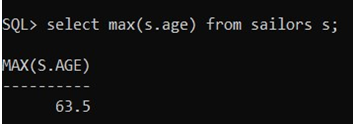 SQL> select max(s.age) from sailors s;
MAX(S.AGE)
----------
63.5